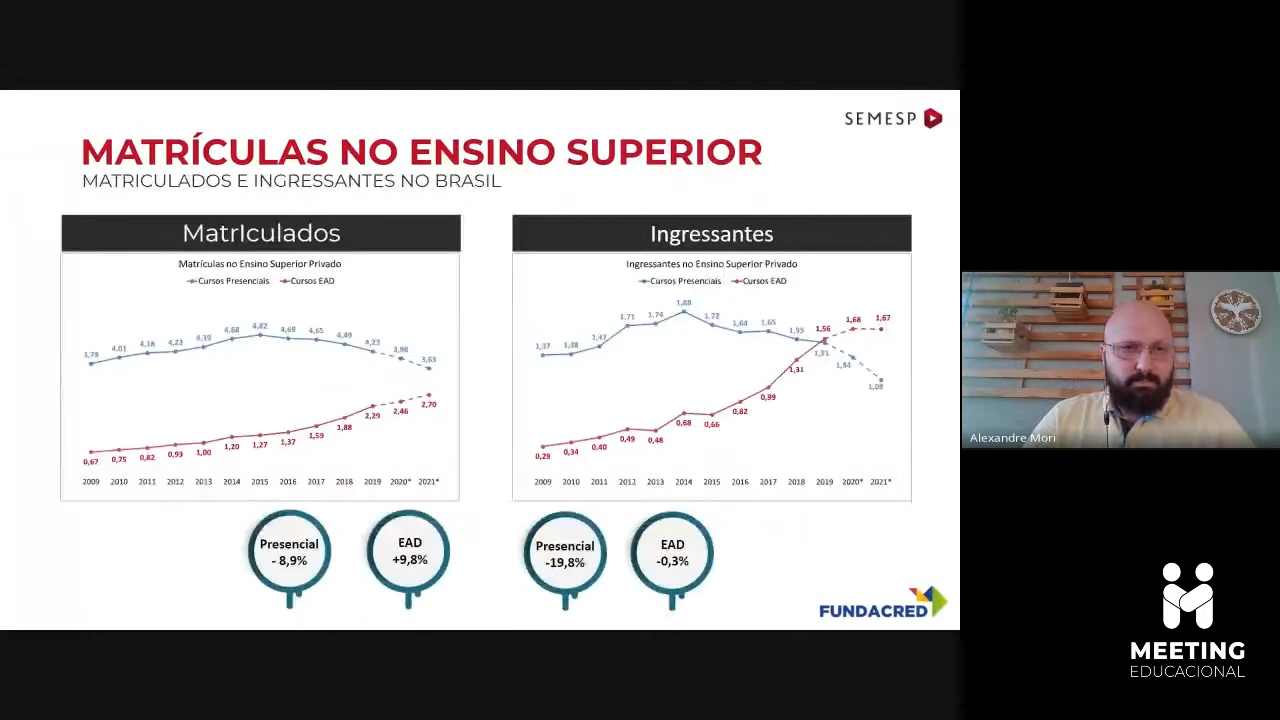 SEMESP
MATRÍCULAS NO ENSINO SUPERIOR
MATRICULADOS E INGRESSANTES NO BRASIL
MatrIculados
Matrículas no Ensino Superior Privado
Cursos Presenciais Cursos EAD
3,79 4,01 4,18 4,23 4,39 4,68 4,82 4,69 4,65 4,49 4,23 3,98 3,63
0,67 0,75 0,82 0,93 1,00 1,20 1,27 1,37 1,59 1,88 2,29 2,46 2,70
2009 2010 2011 2012 2013 2014 2015 2016 2017 2018 2019 2020* 2021*
Presencial
- 8,9%
EAD
+9,8%
Ingressantes
Ingressantes no Ensino Superior Privado
Cursos Presenciais Cursos EAD
1,37 1,38 1,47 1,71 1,74 1,88 1,72 1,64 1,65 1,55 1,51 1,34 1,08
0,29 0,34 0,40 0,49 0,48 0,68 0,66 0,82 0,99 1,31 1,56 1,68 1,67
2009 2010 2011 2012 2013 2014 2015 2016 2017 2018 2019 2020* 2021*
Presencial
-19,8%
EAD
-0,3%
FUNDACRED
Alexandre Mori
MEETING
EDUCACIONAL